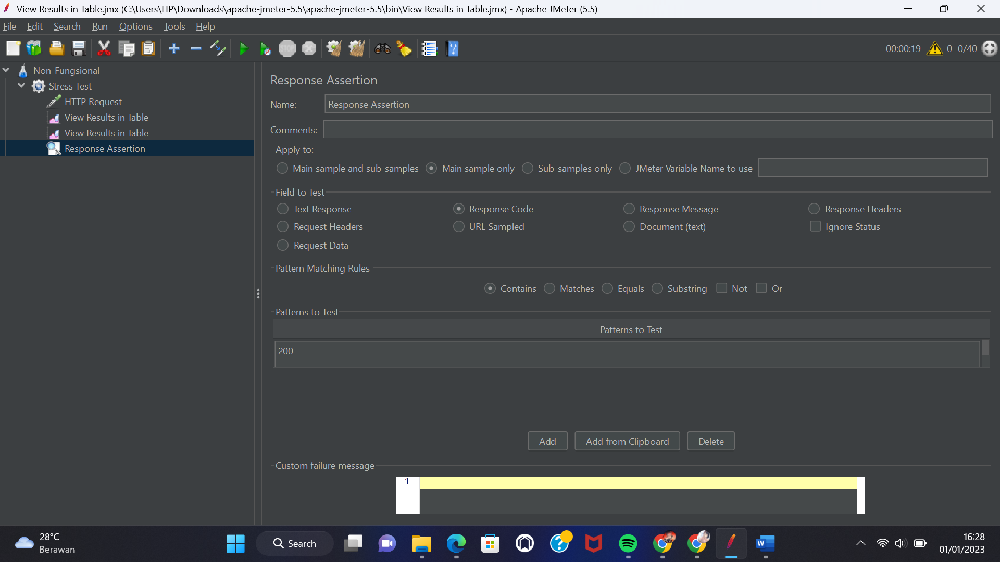 View Results in Table.jmx (C:\Users\HP\Downloads\apache-jmeter-5.5\apache-jmeter-5.5\bin\View Results in Table.jmx) - Apache JMeter (5.5)
File Edit Search Run Options Tools Help
STOP
00:00:19 0 0/40
Non-Fungsional
Stress Test
HTTP Request
View Results in Table
View Results in Table
Response Assertion
Response Assertion
Name: Response Assertion
Comments:
Apply to:
Main sample and sub-samples Main sample only Sub-samples only JMeter Variable Name to use
Field to Test
Text Response Response Code Response Message Response Headers
Request Headers URL Sampled Document (text) Ignore Status
Request Data
Pattern Matching Rules
Contains Matches Equals Substring Not Or
Patterns to Test
Patterns to Test
200
Add Add from Clipboard Delete
Custom failure message
1
28°C
Berawan
Search
16:28
01/01/2023